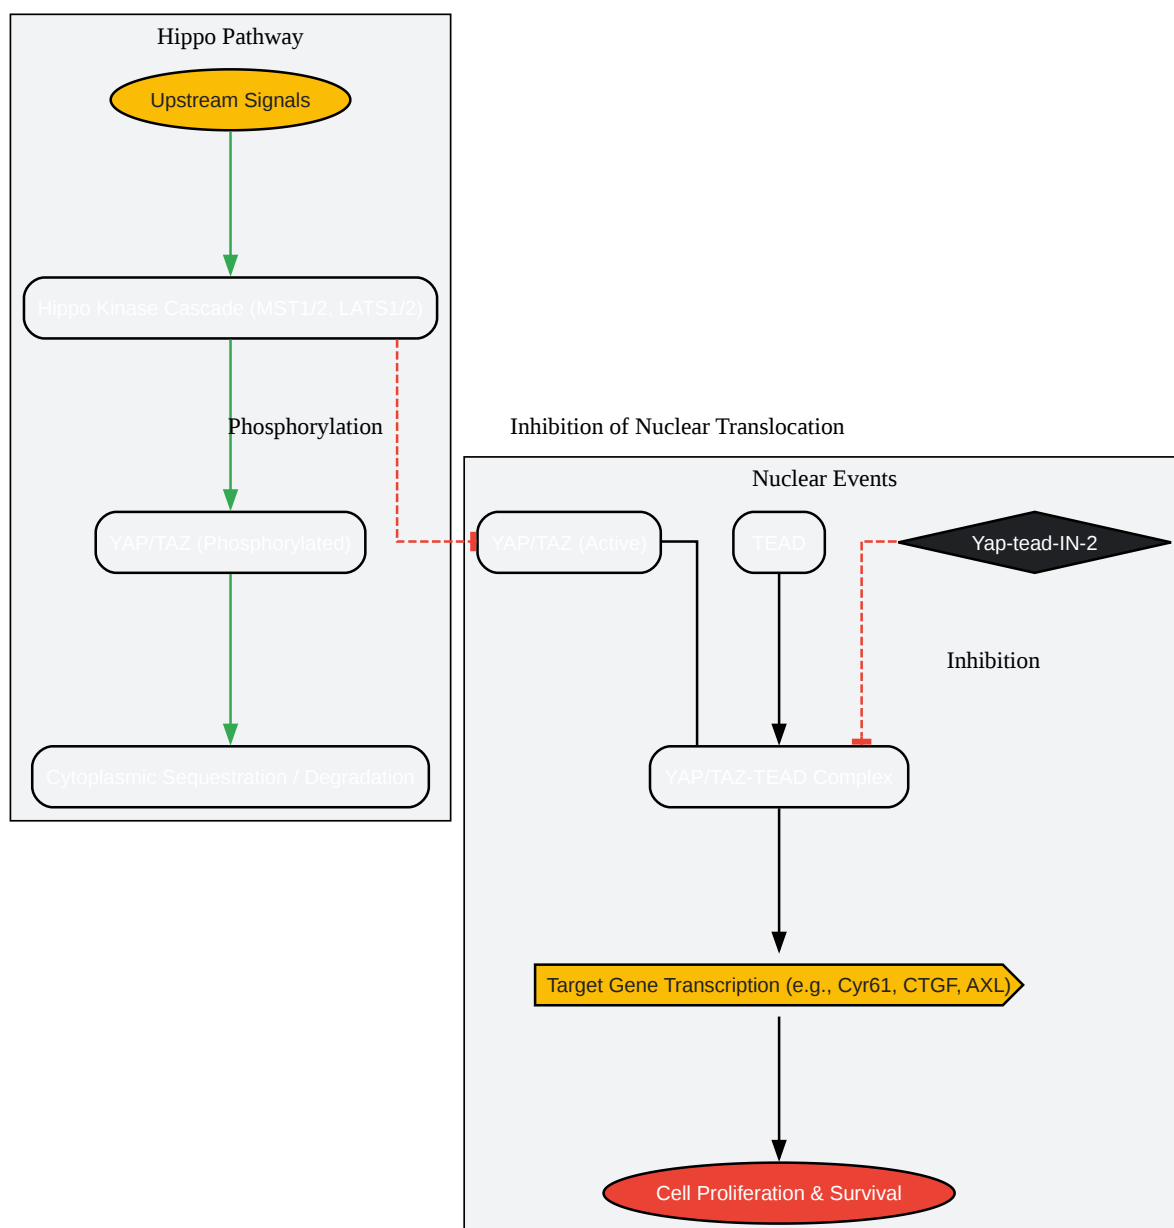 Hippo Pathway
Upstream Signals
Hippo Kinase Cascade (MST1/2, LATS1/2)
Phosphorylation
Inhibition of Nuclear Translocation
Nuclear Events
YAP/TAZ (Phosphorylated)
YAP/TAZ (Active)
TEAD
Yap-tead-IN-2
Inhibition
Cytoplasmic Sequestration / Degradation
YAP/TAZ-TEAD Complex
Target Gene Transcription (e.g., Cyr61, CTGF, AXL)
Cell Proliferation & Survival